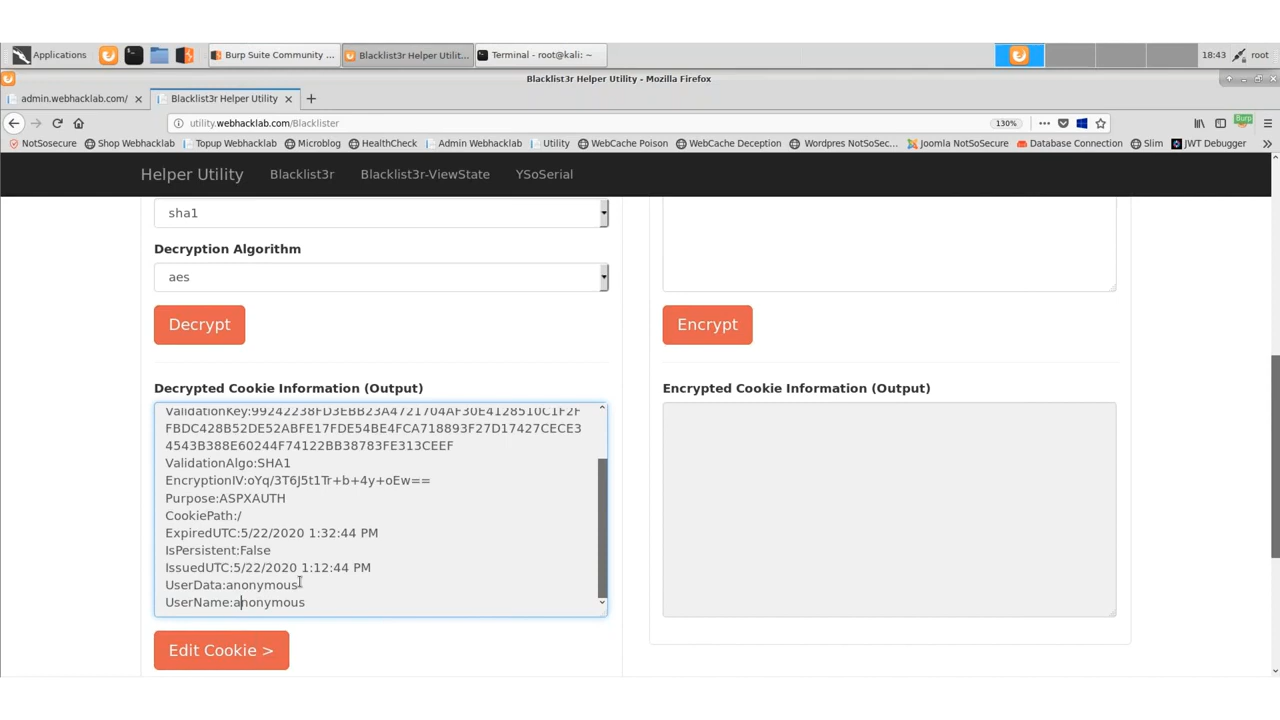 Applications
Burp Suite Community ...
Blacklist3r Helper Utilit...
Terminal - root@kali: ~
18:43
root
Blacklist3r Helper Utility - Mozilla Firefox
admin.webhacklab.com/
Blacklist3r Helper Utility
utility.webhacklab.com/Blacklister
130%
Burp
NotSosecure
Shop Webhacklab
Topup Webhacklab
Microblog
HealthCheck
Admin Webhacklab
Utility
WebCache Poison
WebCache Deception
Wordpres NotSoSec...
Joomla NotSoSecure
Database Connection
Slim
JWT Debugger
Helper Utility
Blacklist3r
Blacklist3r-ViewState
YSoSerial
sha1
Decryption Algorithm
aes
Decrypt
Encrypt
Decrypted Cookie Information (Output)
Encrypted Cookie Information (Output)
ValidationKey:99242238FD3EBB23A4721704AF30E4128510C1F2F
FBDC428B52DE52ABFE17FDE54BE4FCA718893F27D17427CECE3
4543B388E60244F74122BB38783FE313CEEF
ValidationAlgo:SHA1
EncryptionIV:oYq/3T6J5t1Tr+b+4y+oEw==
Purpose:ASPXAUTH
CookiePath:/
ExpiredUTC:5/22/2020 1:32:44 PM
IsPersistent:False
IssuedUTC:5/22/2020 1:12:44 PM
UserData:anonymous
UserName:anonymous
Edit Cookie >